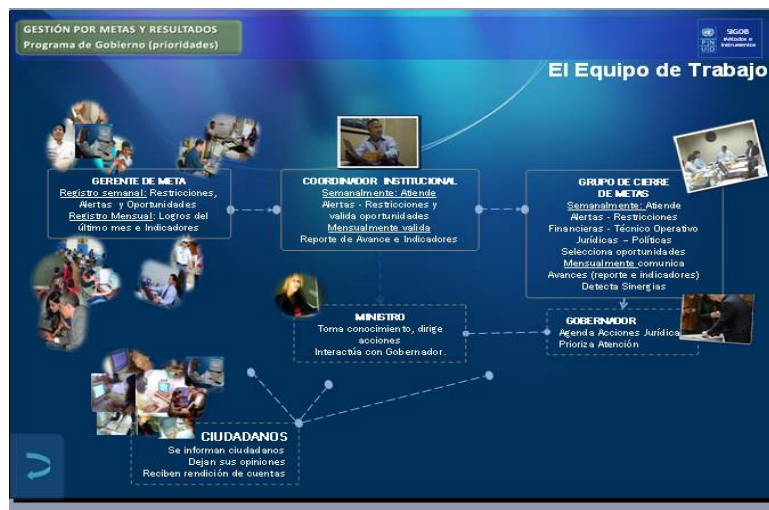 GESTIÓN POR METAS Y RESULTADOS
Programa de Gobierno (prioridades)
P N
U D
SIGOB
Métodos e
Instrumentos
El Equipo de Trabajo
GERENTE DE META
Registro semanal: Restricciones,
Alertas y Oportunidades
Registro Mensual: Logros del
último mes e Indicadores
COORDINADOR INSTITUCIONAL
Semanalmente: Atiende
Alertas - Restricciones y
valida oportunidades
Mensualmente valida
Reporte de Avance e Indicadores
GRUPO DE CIERRE
DE METAS
Semanalmente: Atiende
Alertas - Restricciones
Financieras - Técnico Operativo
Jurídicas – Políticas
Selecciona oportunidades
Mensualmente comunica
Avances (reporte e indicadores)
Detecta Sinergias
MINISTRO
Toma conocimiento, dirige
acciones
Interactúa con Gobernador.
GOBERNADOR
Agenda Acciones Jurídica
Prioriza Atención
CIUDADANOS
Se informan ciudadanos
Dejan sus opiniones
Reciben rendición de cuentas